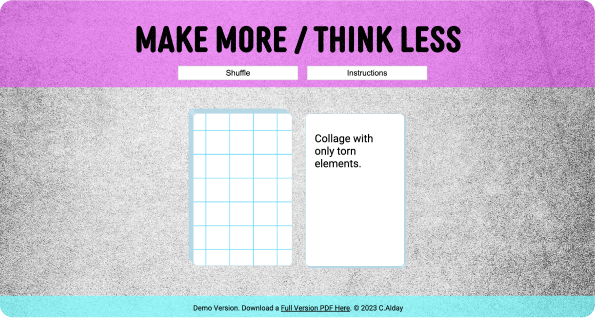 MAKE MORE / THINK LESS
Shuffle
Instructions
Collage with
only torn
elements.
Demo Version. Download a Full Version PDF Here. © 2023 C.Alday